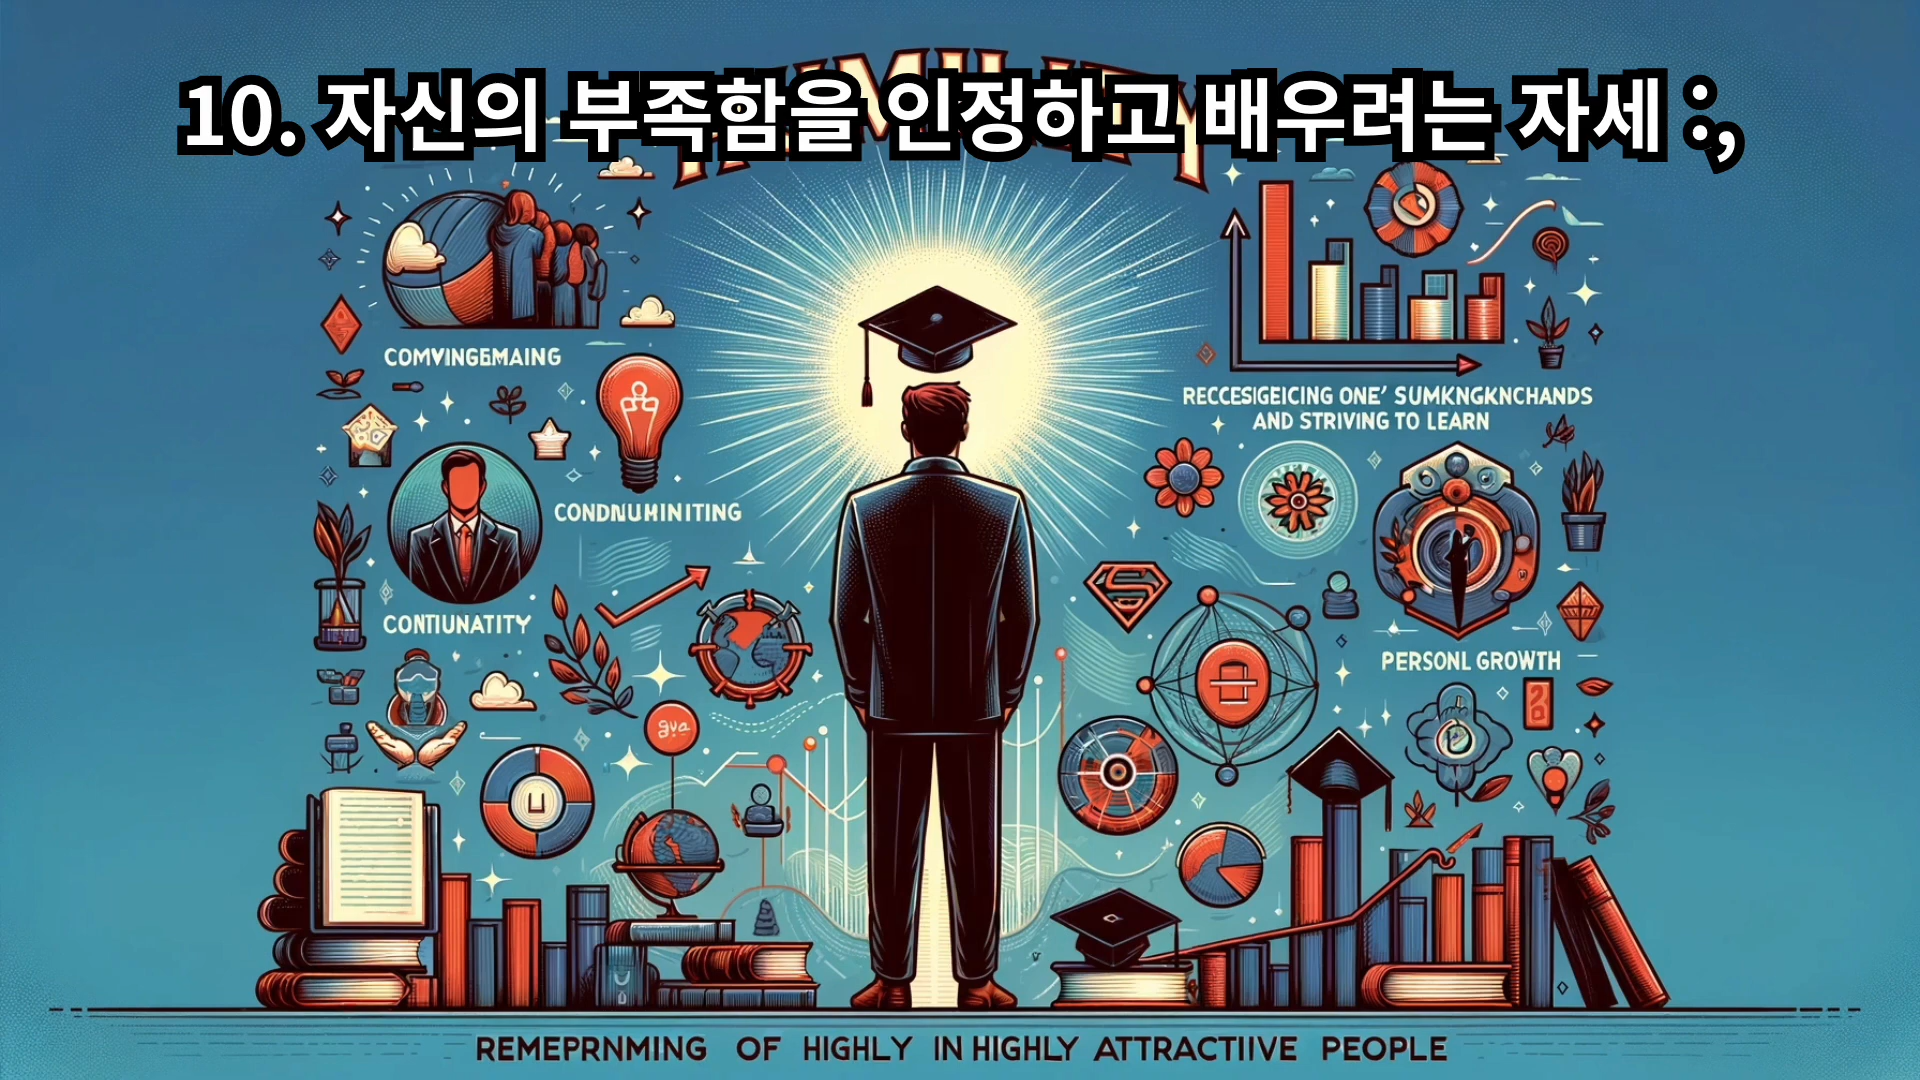 10. 자신의 부족함을 인정하고 배우려는 자세 :,
COMVINGEMAING
RECCESIGEICING ONE' SUMKNGKNCHANDS
AND STRIVING TO LEARN
CONDNUMINITING
CONTIUNATITY
PERSONL GROWTH
REMEPRNMING OF HIGHLY IN HIGHLY ATTRACTIIVE PEOPLE